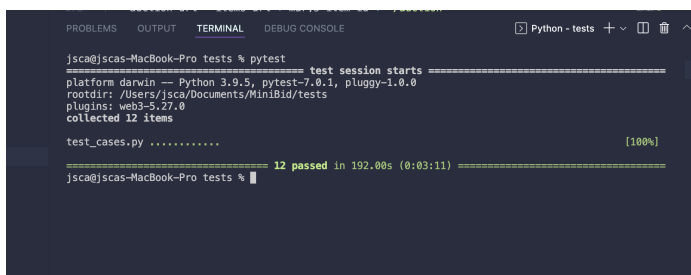 PROBLEMS OUTPUT TERMINAL DEBUG CONSOLE Python - tests
jsca@jscas-MacBook-Pro tests % pytest
============================== test session starts ==============================
platform darwin -- Python 3.9.5, pytest-7.0.1, pluggy-1.0.0
rootdir: /Users/jsca/Documents/MiniBid/tests
plugins: web3-5.27.0
collected 12 items
test_cases.py ............ [100%]
========================= 12 passed in 192.00s (0:03:11) =========================
jsca@jscas-MacBook-Pro tests %